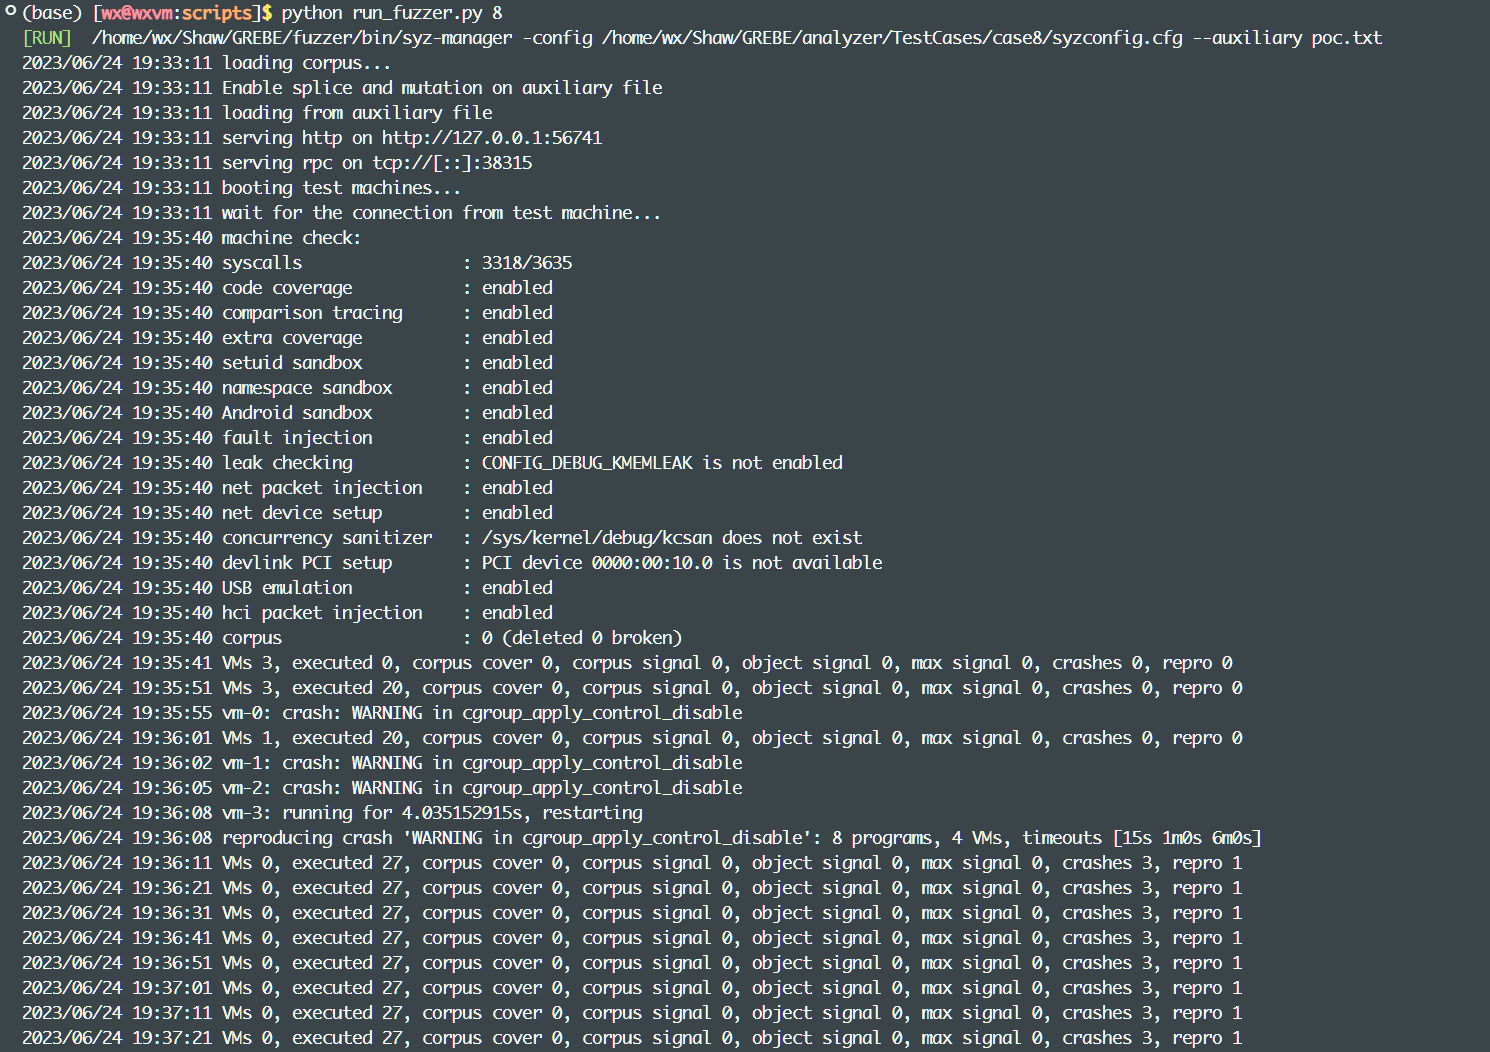 (base) [wx@wxvm:scripts]$ python run_fuzzer.py 8
[RUN]  /home/wx/Shaw/GREBE/fuzzer/bin/syz-manager -config /home/wx/Shaw/GREBE/analyzer/TestCases/case8/syzconfig.cfg --auxiliary poc.txt
2023/06/24 19:33:11 loading corpus...
2023/06/24 19:33:11 Enable splice and mutation on auxiliary file
2023/06/24 19:33:11 loading from auxiliary file
2023/06/24 19:33:11 serving http on http://127.0.0.1:56741
2023/06/24 19:33:11 serving rpc on tcp://[::]:38315
2023/06/24 19:33:11 booting test machines...
2023/06/24 19:33:11 wait for the connection from test machine...
2023/06/24 19:35:40 machine check:
2023/06/24 19:35:40 syscalls                : 3318/3635
2023/06/24 19:35:40 code coverage           : enabled
2023/06/24 19:35:40 comparison tracing      : enabled
2023/06/24 19:35:40 extra coverage          : enabled
2023/06/24 19:35:40 setuid sandbox          : enabled
2023/06/24 19:35:40 namespace sandbox       : enabled
2023/06/24 19:35:40 Android sandbox         : enabled
2023/06/24 19:35:40 fault injection         : enabled
2023/06/24 19:35:40 leak checking           : CONFIG_DEBUG_KMEMLEAK is not enabled
2023/06/24 19:35:40 net packet injection    : enabled
2023/06/24 19:35:40 net device setup        : enabled
2023/06/24 19:35:40 concurrency sanitizer   : /sys/kernel/debug/kcsan does not exist
2023/06/24 19:35:40 devlink PCI setup       : PCI device 0000:00:10.0 is not available
2023/06/24 19:35:40 USB emulation           : enabled
2023/06/24 19:35:40 hci packet injection    : enabled
2023/06/24 19:35:40 corpus                  : 0 (deleted 0 broken)
2023/06/24 19:35:41 VMs 3, executed 0, corpus cover 0, corpus signal 0, object signal 0, max signal 0, crashes 0, repro 0
2023/06/24 19:35:51 VMs 3, executed 20, corpus cover 0, corpus signal 0, object signal 0, max signal 0, crashes 0, repro 0
2023/06/24 19:35:55 vm-0: crash: WARNING in cgroup_apply_control_disable
2023/06/24 19:36:01 VMs 1, executed 20, corpus cover 0, corpus signal 0, object signal 0, max signal 0, crashes 0, repro 0
2023/06/24 19:36:02 vm-1: crash: WARNING in cgroup_apply_control_disable
2023/06/24 19:36:05 vm-2: crash: WARNING in cgroup_apply_control_disable
2023/06/24 19:36:08 vm-3: running for 4.035152915s, restarting
2023/06/24 19:36:08 reproducing crash 'WARNING in cgroup_apply_control_disable': 8 programs, 4 VMs, timeouts [15s 1m0s 6m0s]
2023/06/24 19:36:11 VMs 0, executed 27, corpus cover 0, corpus signal 0, object signal 0, max signal 0, crashes 3, repro 1
2023/06/24 19:36:21 VMs 0, executed 27, corpus cover 0, corpus signal 0, object signal 0, max signal 0, crashes 3, repro 1
2023/06/24 19:36:31 VMs 0, executed 27, corpus cover 0, corpus signal 0, object signal 0, max signal 0, crashes 3, repro 1
2023/06/24 19:36:41 VMs 0, executed 27, corpus cover 0, corpus signal 0, object signal 0, max signal 0, crashes 3, repro 1
2023/06/24 19:36:51 VMs 0, executed 27, corpus cover 0, corpus signal 0, object signal 0, max signal 0, crashes 3, repro 1
2023/06/24 19:37:01 VMs 0, executed 27, corpus cover 0, corpus signal 0, object signal 0, max signal 0, crashes 3, repro 1
2023/06/24 19:37:11 VMs 0, executed 27, corpus cover 0, corpus signal 0, object signal 0, max signal 0, crashes 3, repro 1
2023/06/24 19:37:21 VMs 0, executed 27, corpus cover 0, corpus signal 0, object signal 0, max signal 0, crashes 3, repro 1